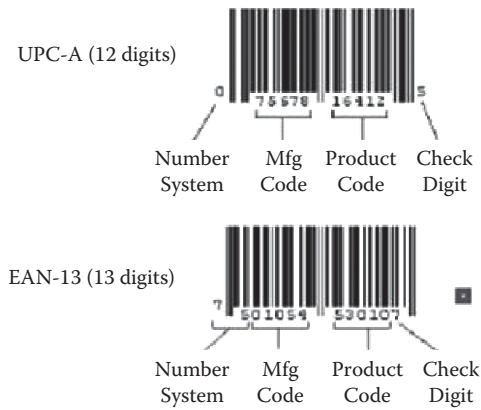 UPC-A (12 digits)
0 75678 16412 5
Number System
Mfg Code
Product Code
Check Digit
EAN-13 (13 digits)
7 501054 530107
Number System
Mfg Code
Product Code
Check Digit